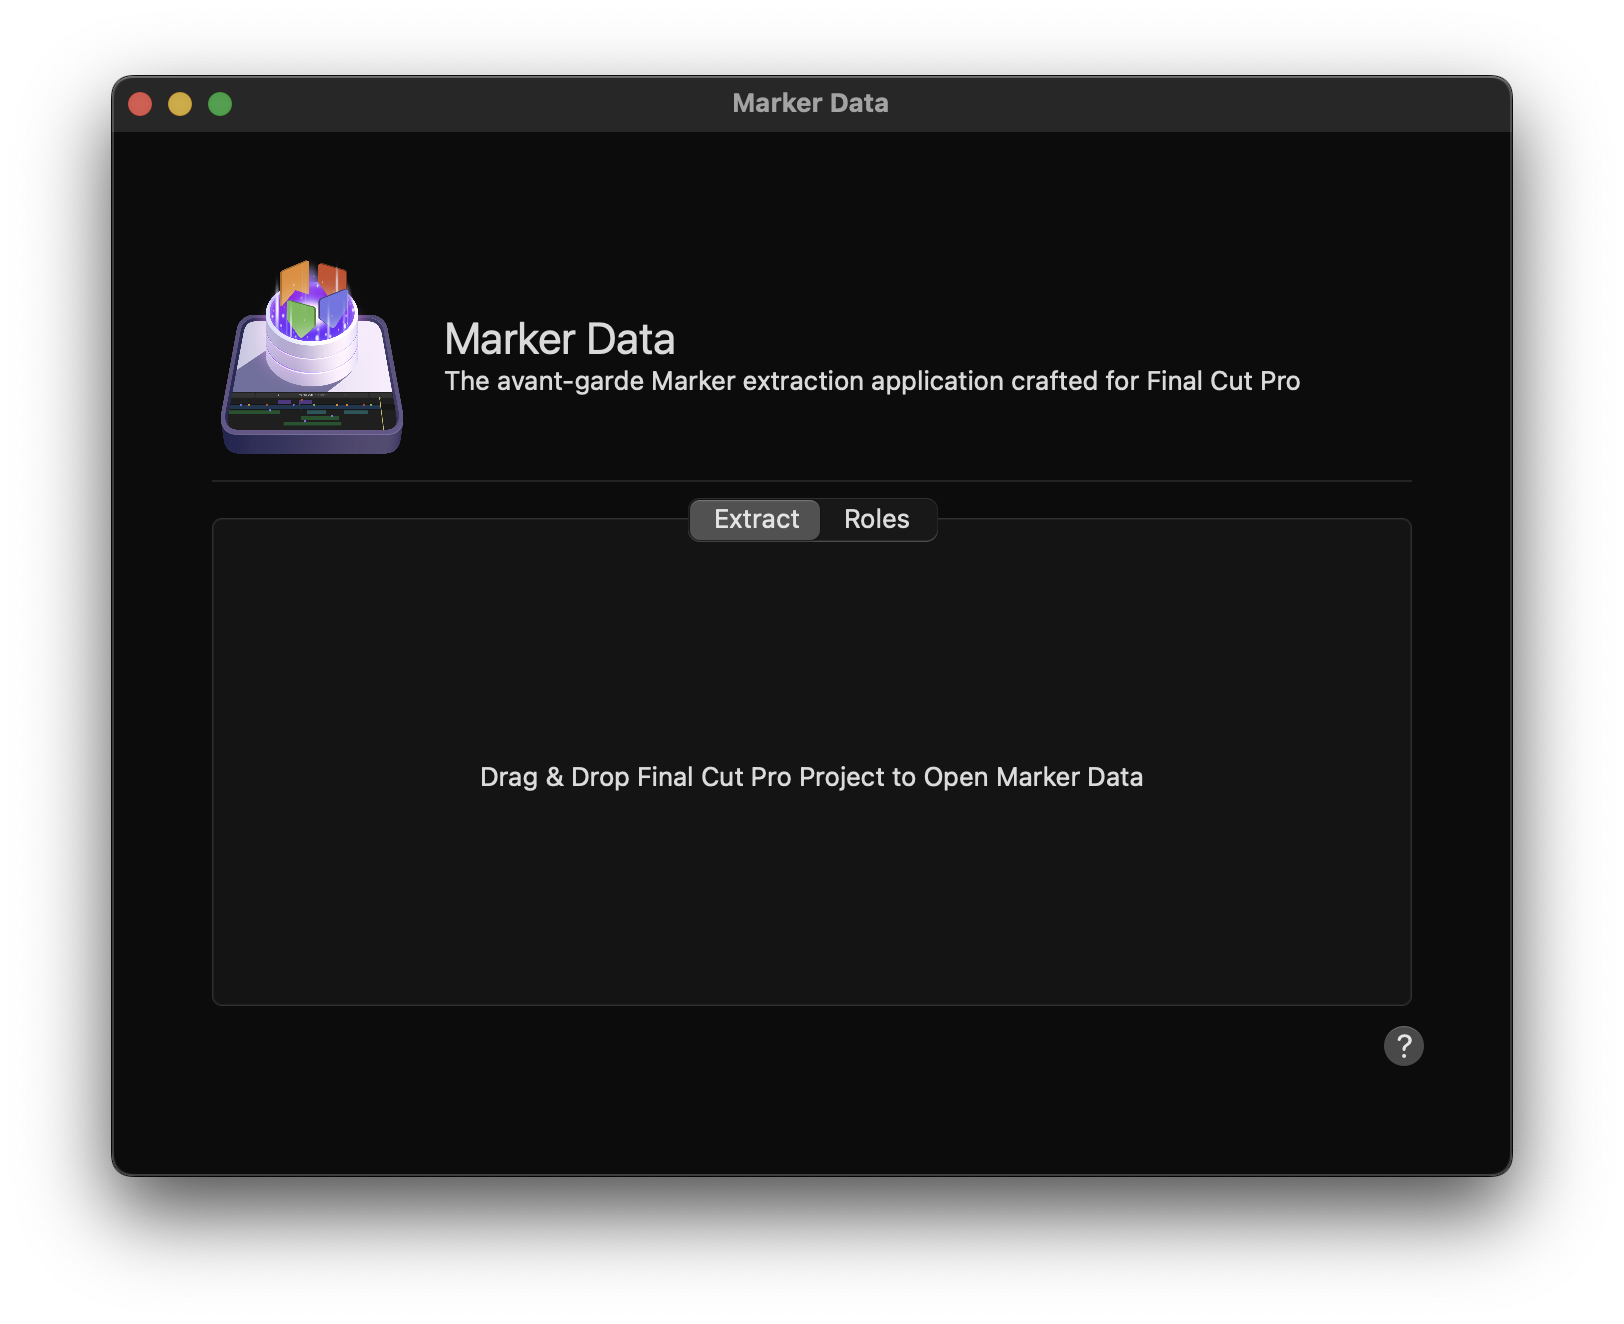 Marker Data
Marker Data
The avant-garde Marker extraction application crafted for Final Cut Pro
Extract Roles
Drag & Drop Final Cut Pro Project to Open Marker Data
?